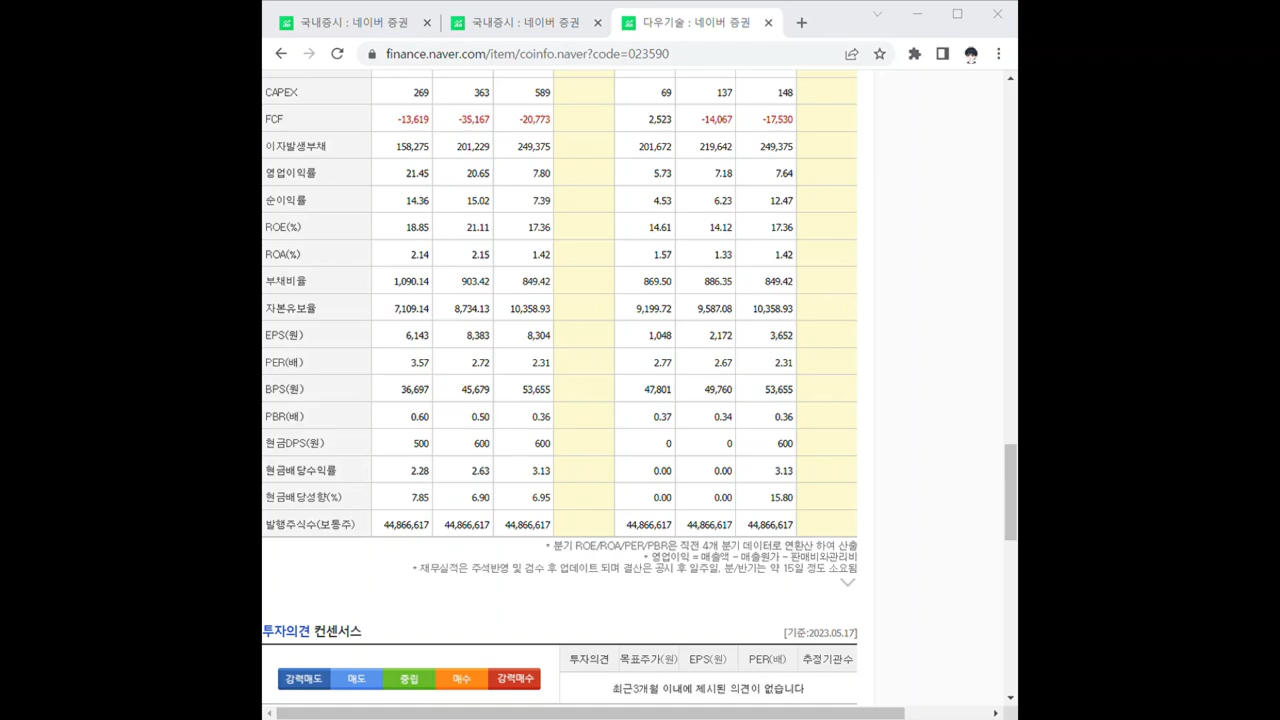 국내증시 : 네이버 증권
국내증시 : 네이버 증권
다우기술 : 네이버 증권
finance.naver.com/item/coinfo.naver?code=023590
CAPEX 269 363 589 69 137 148
FCF -13,619 -35,167 -20,773 2,523 -14,067 -17,530
이자발생부채 158,275 201,229 249,375 201,672 219,642 249,375
영업이익률 21.45 20.65 7.80 5.73 7.18 7.64
순이익률 14.36 15.02 7.39 4.53 6.23 12.47
ROE(%) 18.85 21.11 17.36 14.61 14.12 17.36
ROA(%) 2.14 2.15 1.42 1.57 1.33 1.42
부채비율 1,090.14 903.42 849.42 869.50 886.35 849.42
자본유보율 7,109.14 8,734.13 10,358.93 9,199.72 9,587.08 10,358.93
EPS(원) 6,143 8,383 8,304 1,048 2,172 3,652
PER(배) 3.57 2.72 2.31 2.77 2.67 2.31
BPS(원) 36,697 45,679 53,655 47,801 49,760 53,655
PBR(배) 0.60 0.50 0.36 0.37 0.34 0.36
현금DPS(원) 500 600 600 0 0 600
현금배당수익률 2.28 2.63 3.13 0.00 0.00 3.13
현금배당성향(%) 7.85 6.90 6.95 0.00 0.00 15.80
발행주식수(보통주) 44,866,617 44,866,617 44,866,617 44,866,617 44,866,617 44,866,617
* 분기 ROE/ROA/PER/PBR은 직전 4개 분기 데이터로 연환산 하여 산출
* 영업이익 = 매출액 - 매출원가 - 판매비와관리비
* 재무실적은 주석반영 및 검수 후 업데이트 되며 결산은 공시 후 일주일, 분/반기는 약 15일 정도 소요됨
투자의견 컨센서스 [기준:2023.05.17]
투자의견 목표주가(원) EPS(원) PER(배) 추정기관수
강력매도 매도 중립 매수 강력매수
최근3개월 이내에 제시된 의견이 없습니다